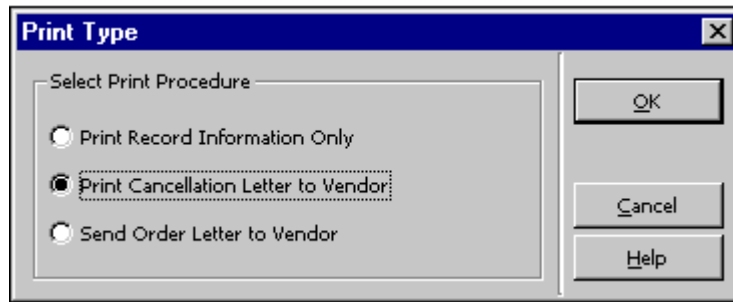 Print Type
Select Print Procedure
Print Record Information Only
Print Cancellation Letter to Vendor
Send Order Letter to Vendor
OK
Cancel
Help